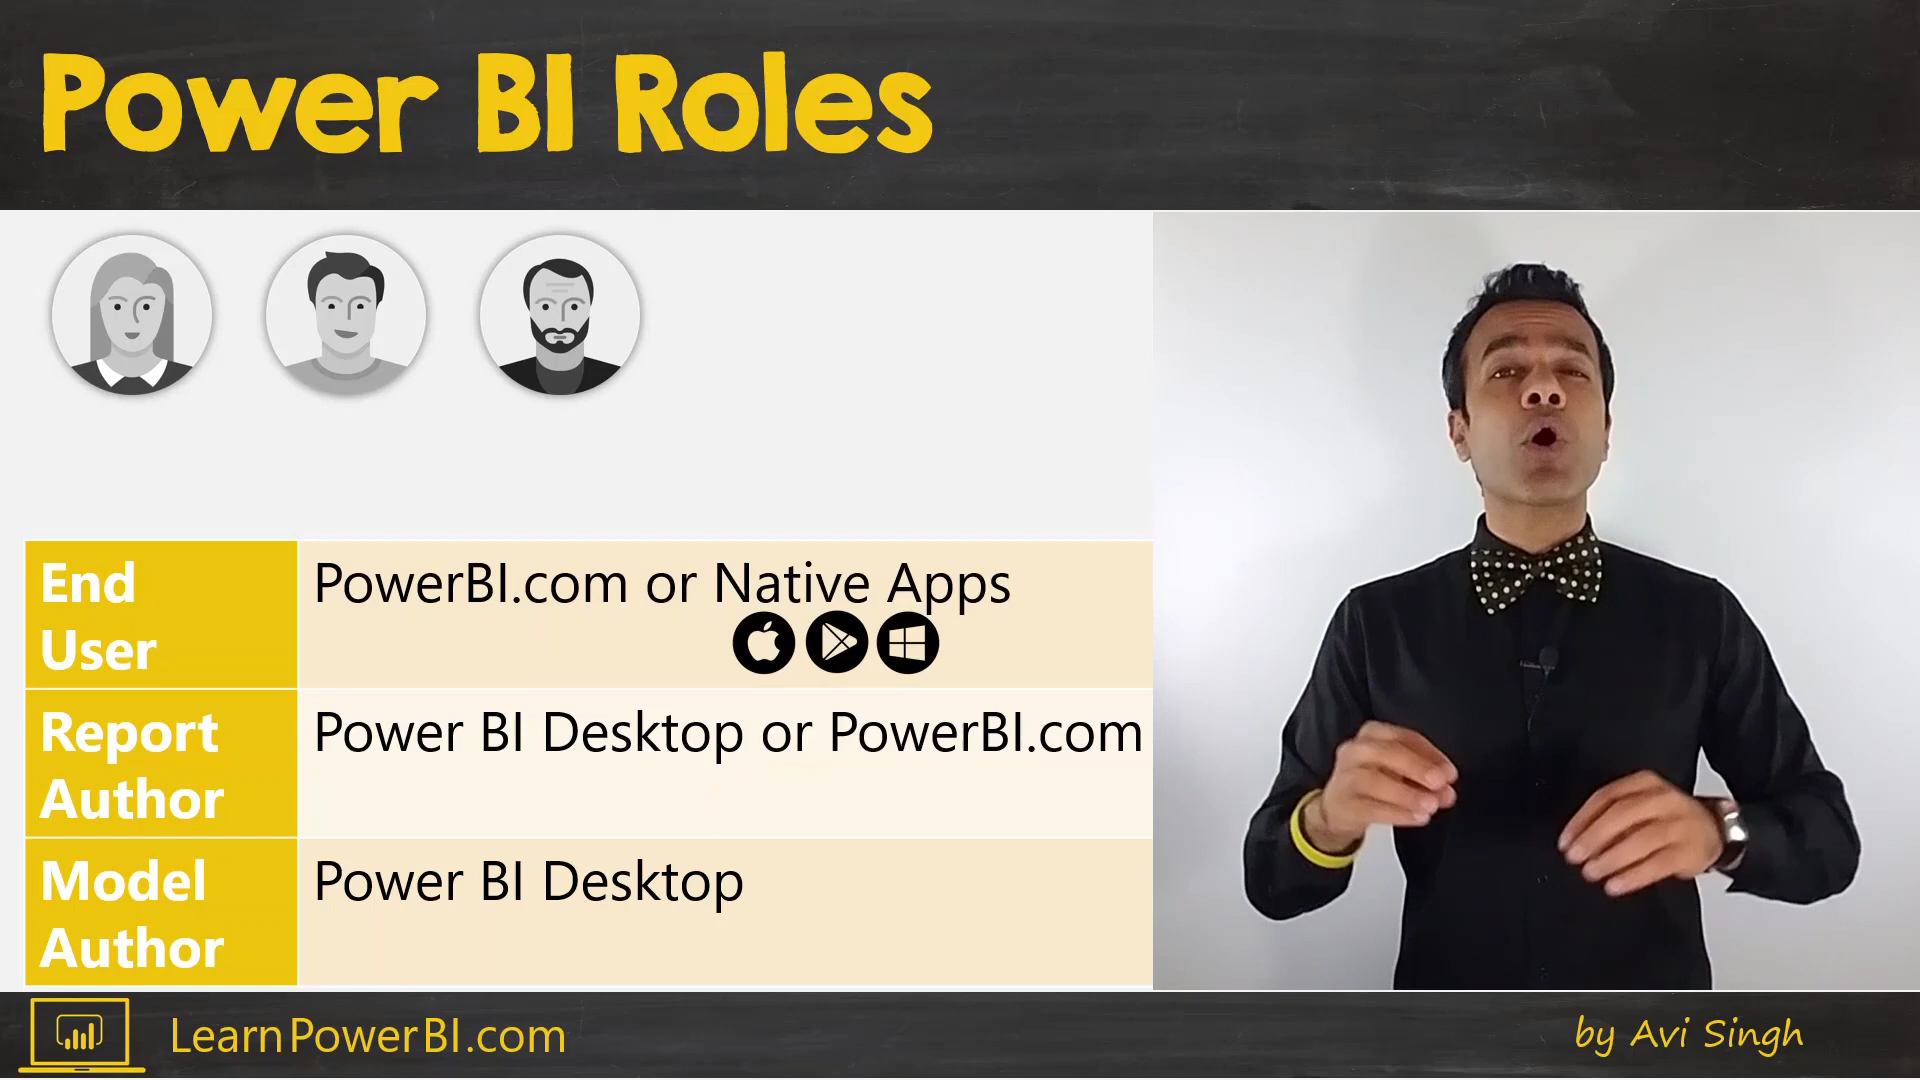 Power BI Roles
End
User
PowerBI.com or Native Apps
Report
Author
Power BI Desktop or PowerBI.com
Model
Author
Power BI Desktop
LearnPowerBI.com
by Avi Singh